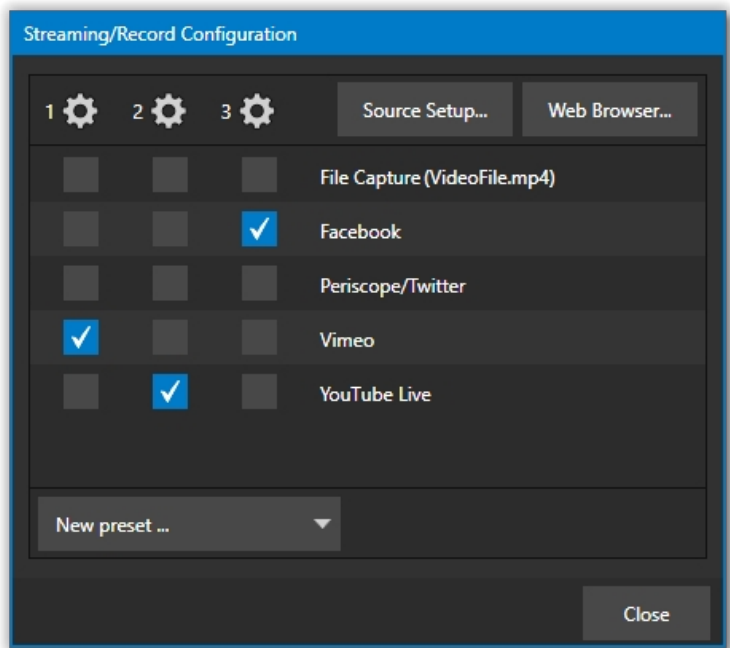 Streaming/Record Configuration
1 2 3 Source Setup... Web Browser...
File Capture (VideoFile.mp4)
Facebook
Periscope/Twitter
Vimeo
YouTube Live
New preset ...
Close